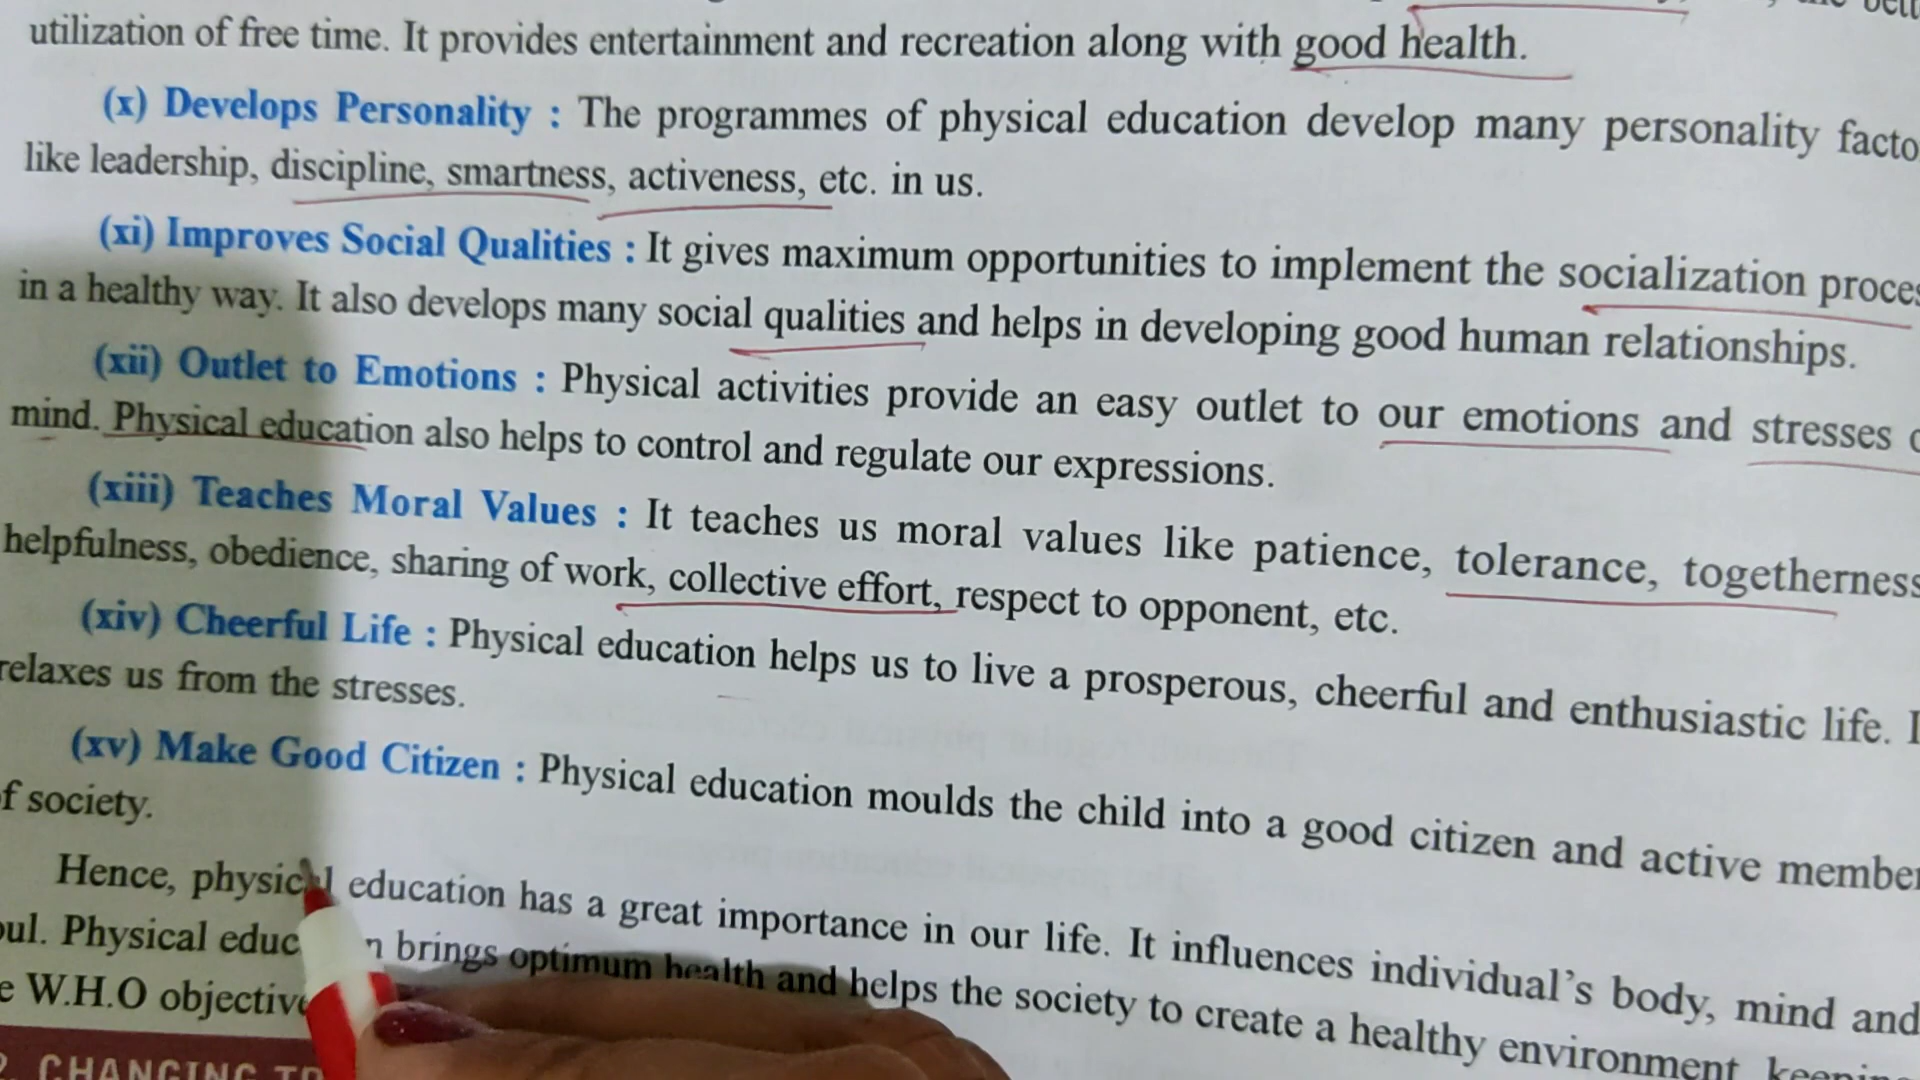 utilization of free time. It provides entertainment and recreation along with good health.
(x) Develops Personality : The programmes of physical education develop many personality facto
like leadership, discipline, smartness, activeness, etc. in us.
(xi) Improves Social Qualities : It gives maximum opportunities to implement the socialization proces
in a healthy way. It also develops many social qualities and helps in developing good human relationships.
(xii) Outlet to Emotions : Physical activities provide an easy outlet to our emotions and stresses
mind. Physical education also helps to control and regulate our expressions.
(xiii) Teaches Moral Values : It teaches us moral values like patience, tolerance, togetherness
helpfulness, obedience, sharing of work, collective effort, respect to opponent, etc.
(xiv) Cheerful Life : Physical education helps us to live a prosperous, cheerful and enthusiastic life. I
relaxes us from the stresses.
(xv) Make Good Citizen : Physical education moulds the child into a good citizen and active member
f society.
Hence, physical education has a great importance in our life. It influences individual's body, mind and
oul. Physical educ n brings optimum health and helps the society to create a healthy environment keepin
e W.H.O objective
2. CHANGING TR